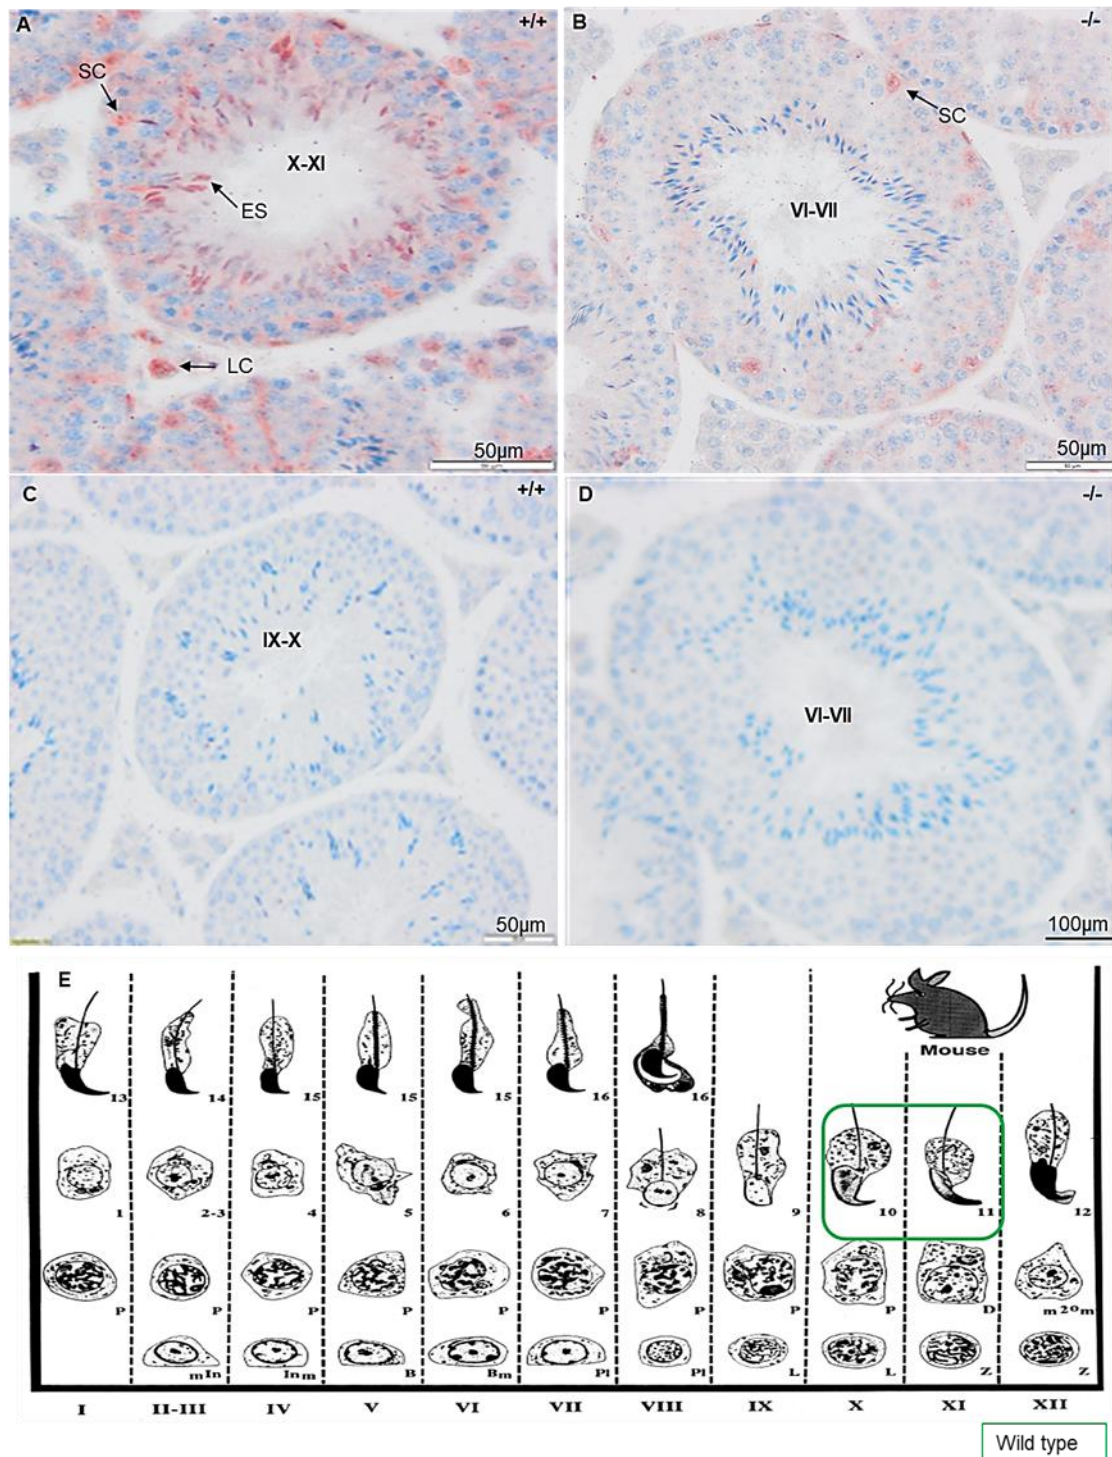 A
+/+
SC
X-XI
ES
LC
50µm
B
-/-
SC
VI-VII
50µm
C
+/+
IX-X
50µm
D
-/-
VI-VII
100µm
E
Mouse
13 14 15 15 15 16 16
1 2-3 4 5 6 7 8 9 10 11 12
P P P P P P P P P D m2°m
mIn Inm B Bm Pl Pl L L Z Z
I II-III IV V VI VII VIII IX X XI XII
Wild type